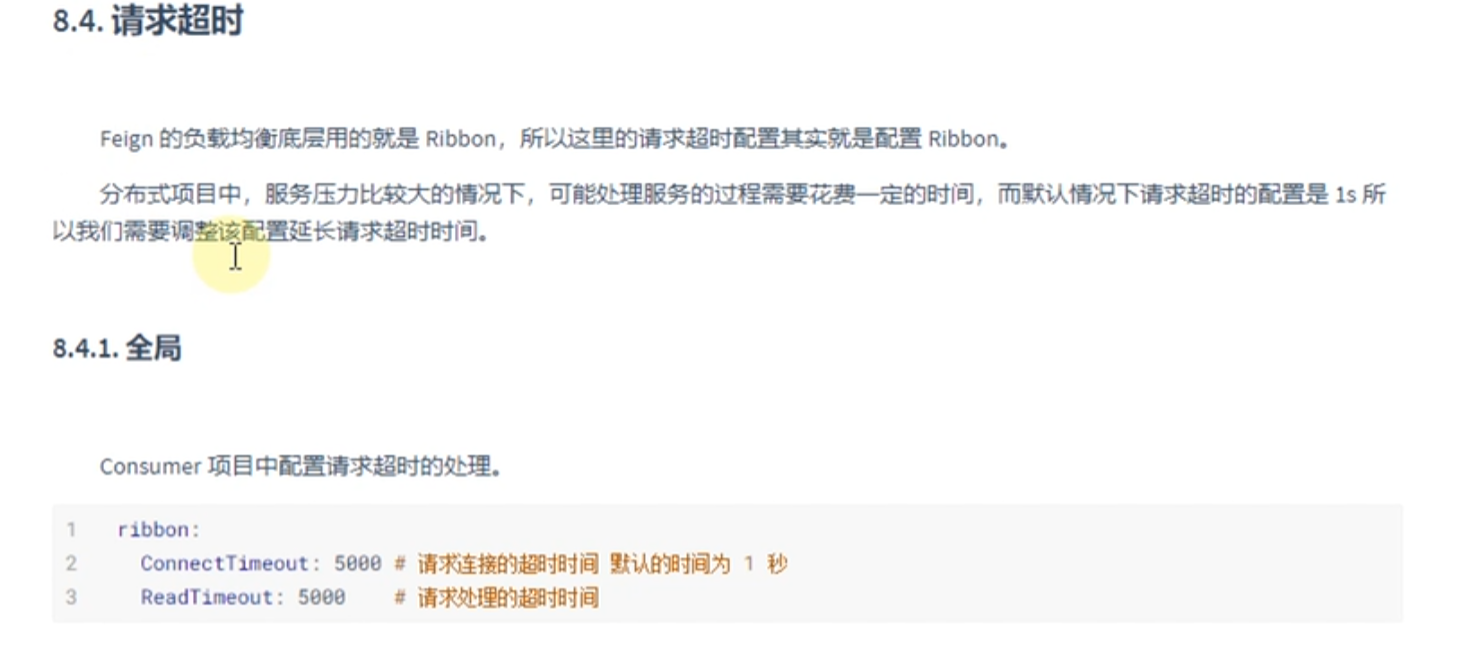 8.4. 请求超时
Feign 的负载均衡底层用的就是 Ribbon，所以这里的请求超时配置其实就是配置 Ribbon。
分布式项目中，服务压力比较大的情况下，可能处理服务的过程需要花费一定的时间，而默认情况下请求超时的配置是 1s 所
以我们需要调整该配置延长请求超时时间。
8.4.1. 全局
Consumer 项目中配置请求超时的处理。
1 ribbon:
2 ConnectTimeout: 5000 # 请求连接的超时时间 默认的时间为 1 秒
3 ReadTimeout: 5000 # 请求处理的超时时间